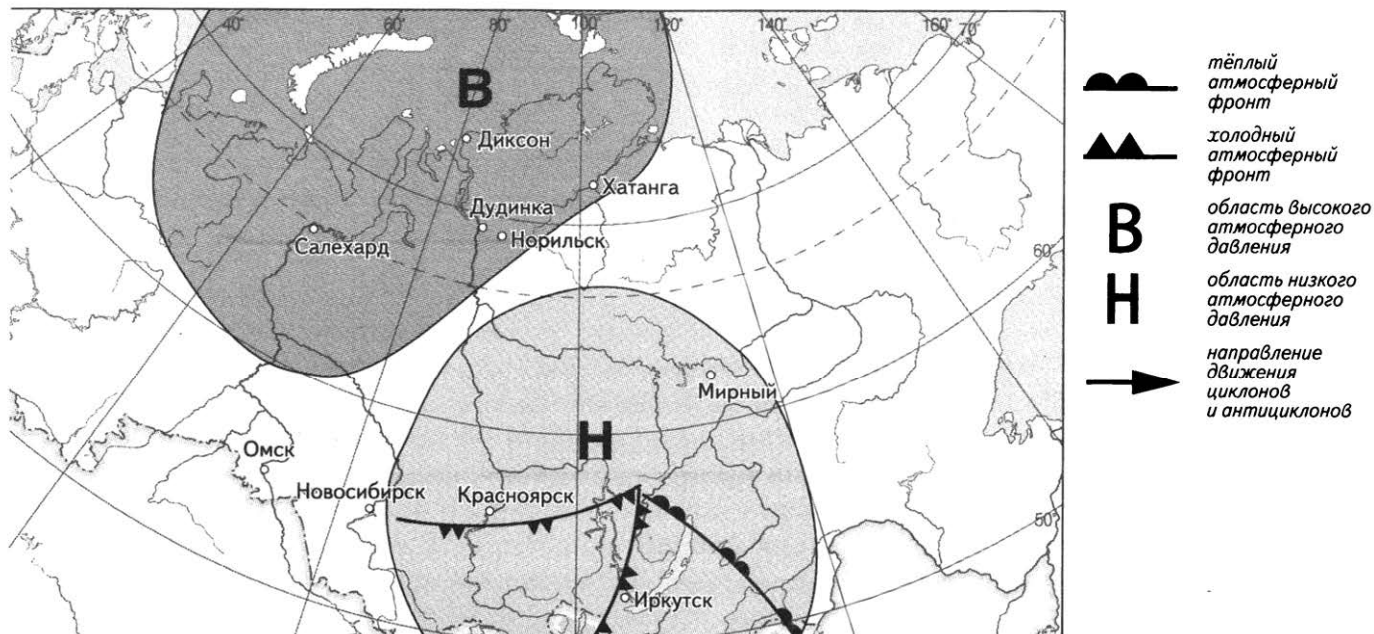 40°
60°
80°
100°
120°
140°
160°
70°
В
Диксон
Хатанга
Дудинка
Норильск
Салехард
60°
Мирный
Н
Омск
Новосибирск
Красноярск
50°
Иркутск
тёплый
атмосферный
фронт
холодный
атмосферный
фронт
В
область высокого
атмосферного
давления
Н
область низкого
атмосферного
давления
направление
движения
циклонов
и антициклонов